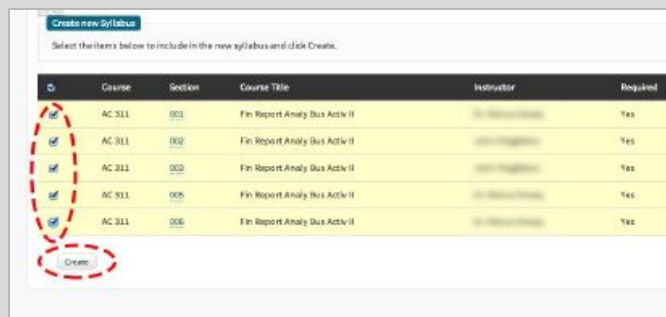 Create new Syllabus
Select the items below to include in the new syllabus and click Create.
Course Section Course Title Instructor Required
AC 311 001 Fin Report Analy Bus Activ II Yes
AC 311 002 Fin Report Analy Bus Activ II Yes
AC 311 003 Fin Report Analy Bus Activ II Yes
AC 311 005 Fin Report Analy Bus Activ II Yes
AC 311 006 Fin Report Analy Bus Activ II Yes
Create